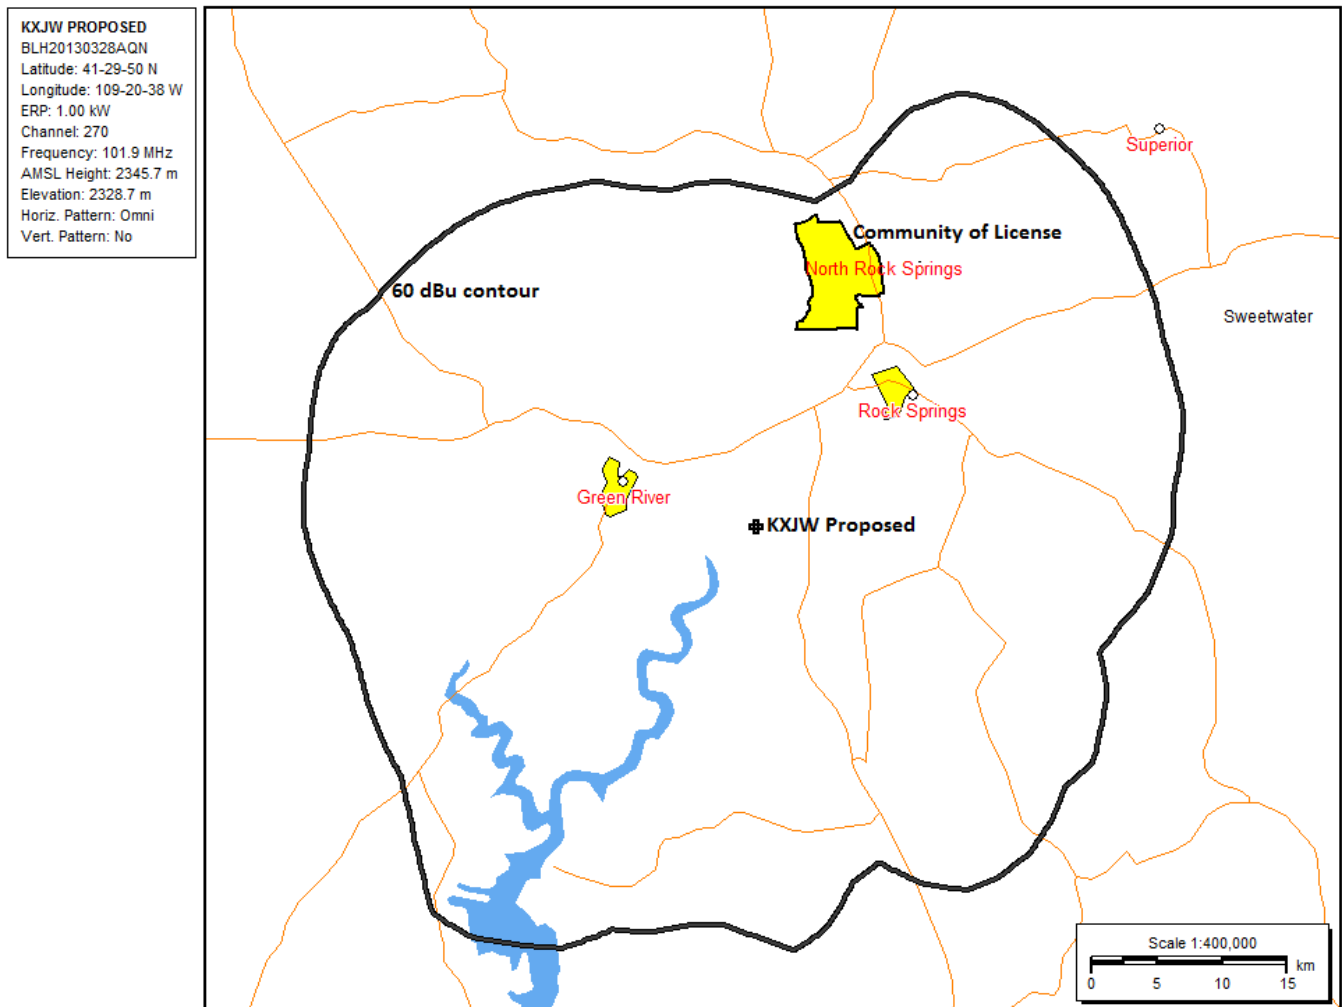 KXJW PROPOSED
BLH20130328AQN
Latitude: 41-29-50 N
Longitude: 109-20-38 W
ERP: 1.00 kW
Channel: 270
Frequency: 101.9 MHz
AMSL Height: 2345.7 m
Elevation: 2328.7 m
Horiz. Pattern: Omni
Vert. Pattern: No
Superior
Community of License
North Rock Springs
60 dBu contour
Sweetwater
Rock Springs
Green River
KXJW Proposed
Scale 1:400,000
km
0 5 10 15